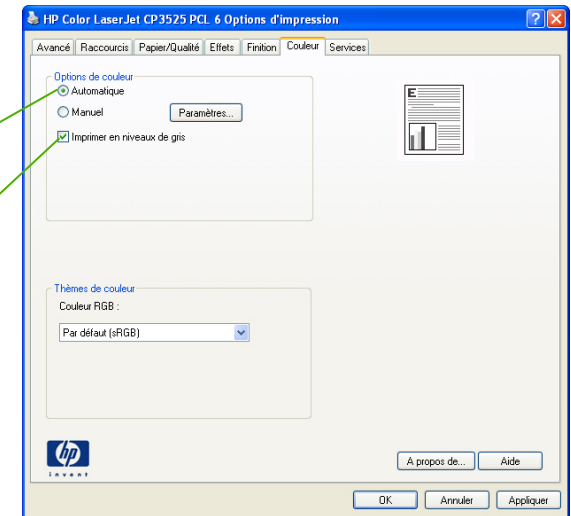 HP Color LaserJet CP3525 PCL 6 Options d'impression
Avancé Raccourcis Papier/Qualité Effets Finition Couleur Services
Options de couleur
Automatique
Manuel Paramètres...
Imprimer en niveaux de gris
E
Thèmes de couleur
Couleur RGB :
Par défaut (sRGB)
hp
invent
A propos de... Aide
OK Annuler Appliquer